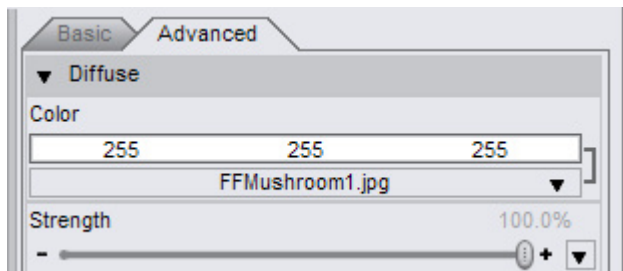 Basic Advanced
Diffuse
Color
255 255 255
FFMushroom1.jpg
Strength 100.0%
- +